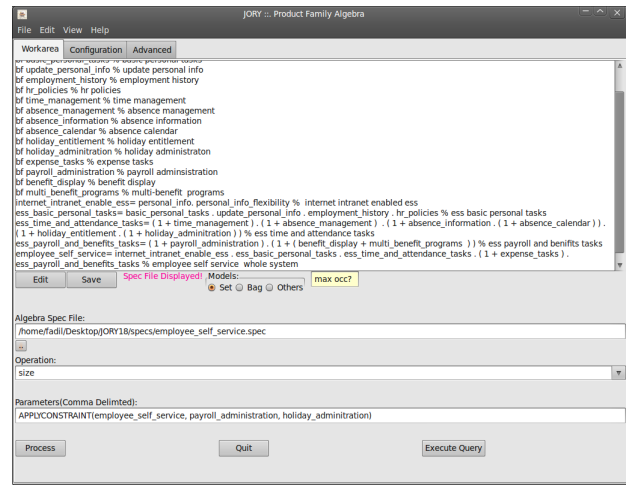 JORY ::. Product Family Algebra
File Edit View Help
Workarea Configuration Advanced
bf basic_personal_tasks % basic personal tasks
bf update_personal_info % update personal info
bf employment_history % employment history
bf hr_policies % hr policies
bf time_management % time management
bf absence_management % absence management
bf absence_information % absence information
bf absence_calendar % absence calendar
bf holiday_entitlement % holiday entitlement
bf holiday_adminitration % holiday administraton
bf expense_tasks % expense tasks
bf payroll_administration % payroll adminsistration
bf benefit_display % benefit display
bf multi_benefit_programs % multi-benefit programs
internet_intranet_enable_ess= personal_info. personal_info_flexibility % internet intranet enabled ess
ess_basic_personal_tasks= basic_personal_tasks . update_personal_info . employment_history . hr_policies % ess basic personal tasks
ess_time_and_attendance_tasks= ( 1 + time_management ) . ( 1 + absence_management ) . ( 1 + absence_information . ( 1 + absence_calendar ) ) .
( 1 + holiday_entitlement . ( 1 + holiday_adminitration ) ) % ess time and attendance tasks
ess_payroll_and_benefits_tasks= ( 1 + payroll_administration ) . ( 1 + ( benefit_display + multi_benefit_programs ) ) % ess payroll and benifits tasks
employee_self_service= internet_intranet_enable_ess . ess_basic_personal_tasks . ess_time_and_attendance_tasks . ( 1 + expense_tasks ) .
ess_payroll_and_benefits_tasks % employee self service whole system
Edit Save Spec File Displayed! Models: max occ?
Set Bag Others
Algebra Spec File:
/home/fadil/Desktop/JORY18/specs/employee_self_service.spec
..
Operation:
size
Parameters(Comma Delimted):
APPLYCONSTRAINT(employee_self_service, payroll_administration, holiday_adminitration)
Process Quit Execute Query